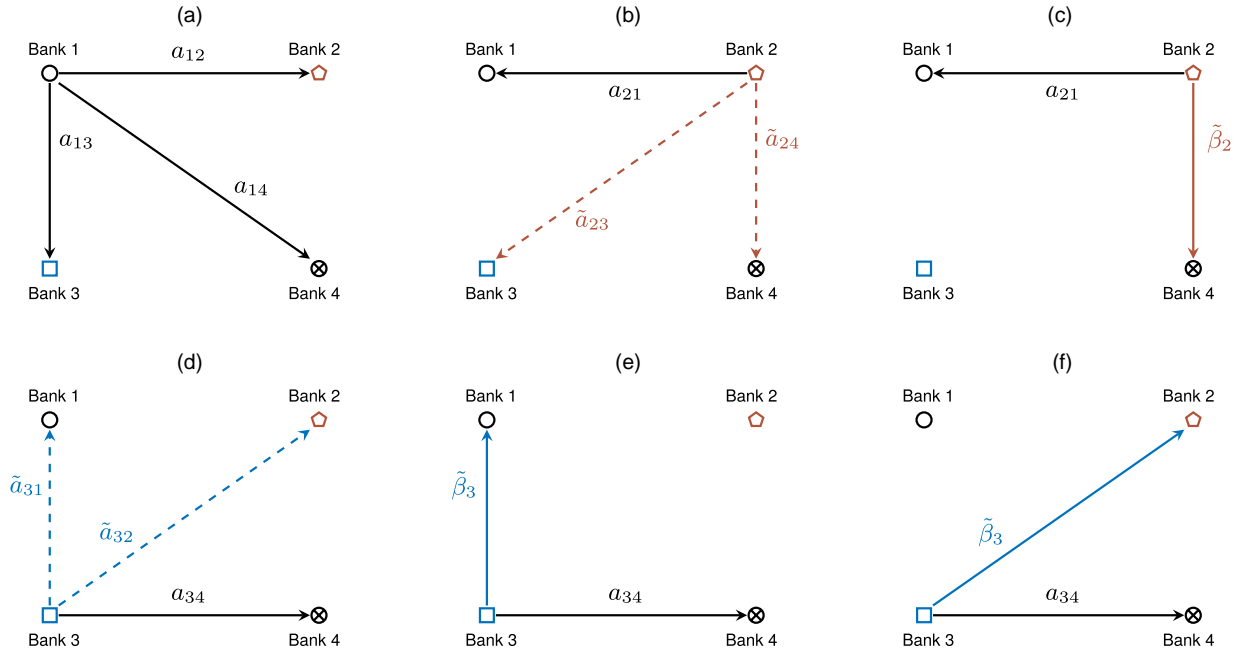 (a)
Bank 1
Bank 2
a₁₂
a₁₃
a₁₄
Bank 3
Bank 4
(b)
Bank 1
Bank 2
a₂₁
ã₂₄
ã₂₃
Bank 3
Bank 4
(c)
Bank 1
Bank 2
a₂₁
β̃₂
Bank 3
Bank 4
(d)
Bank 1
Bank 2
ã₃₁
ã₃₂
a₃₄
Bank 3
Bank 4
(e)
Bank 1
Bank 2
β̃₃
a₃₄
Bank 3
Bank 4
(f)
Bank 1
Bank 2
β̃₃
a₃₄
Bank 3
Bank 4